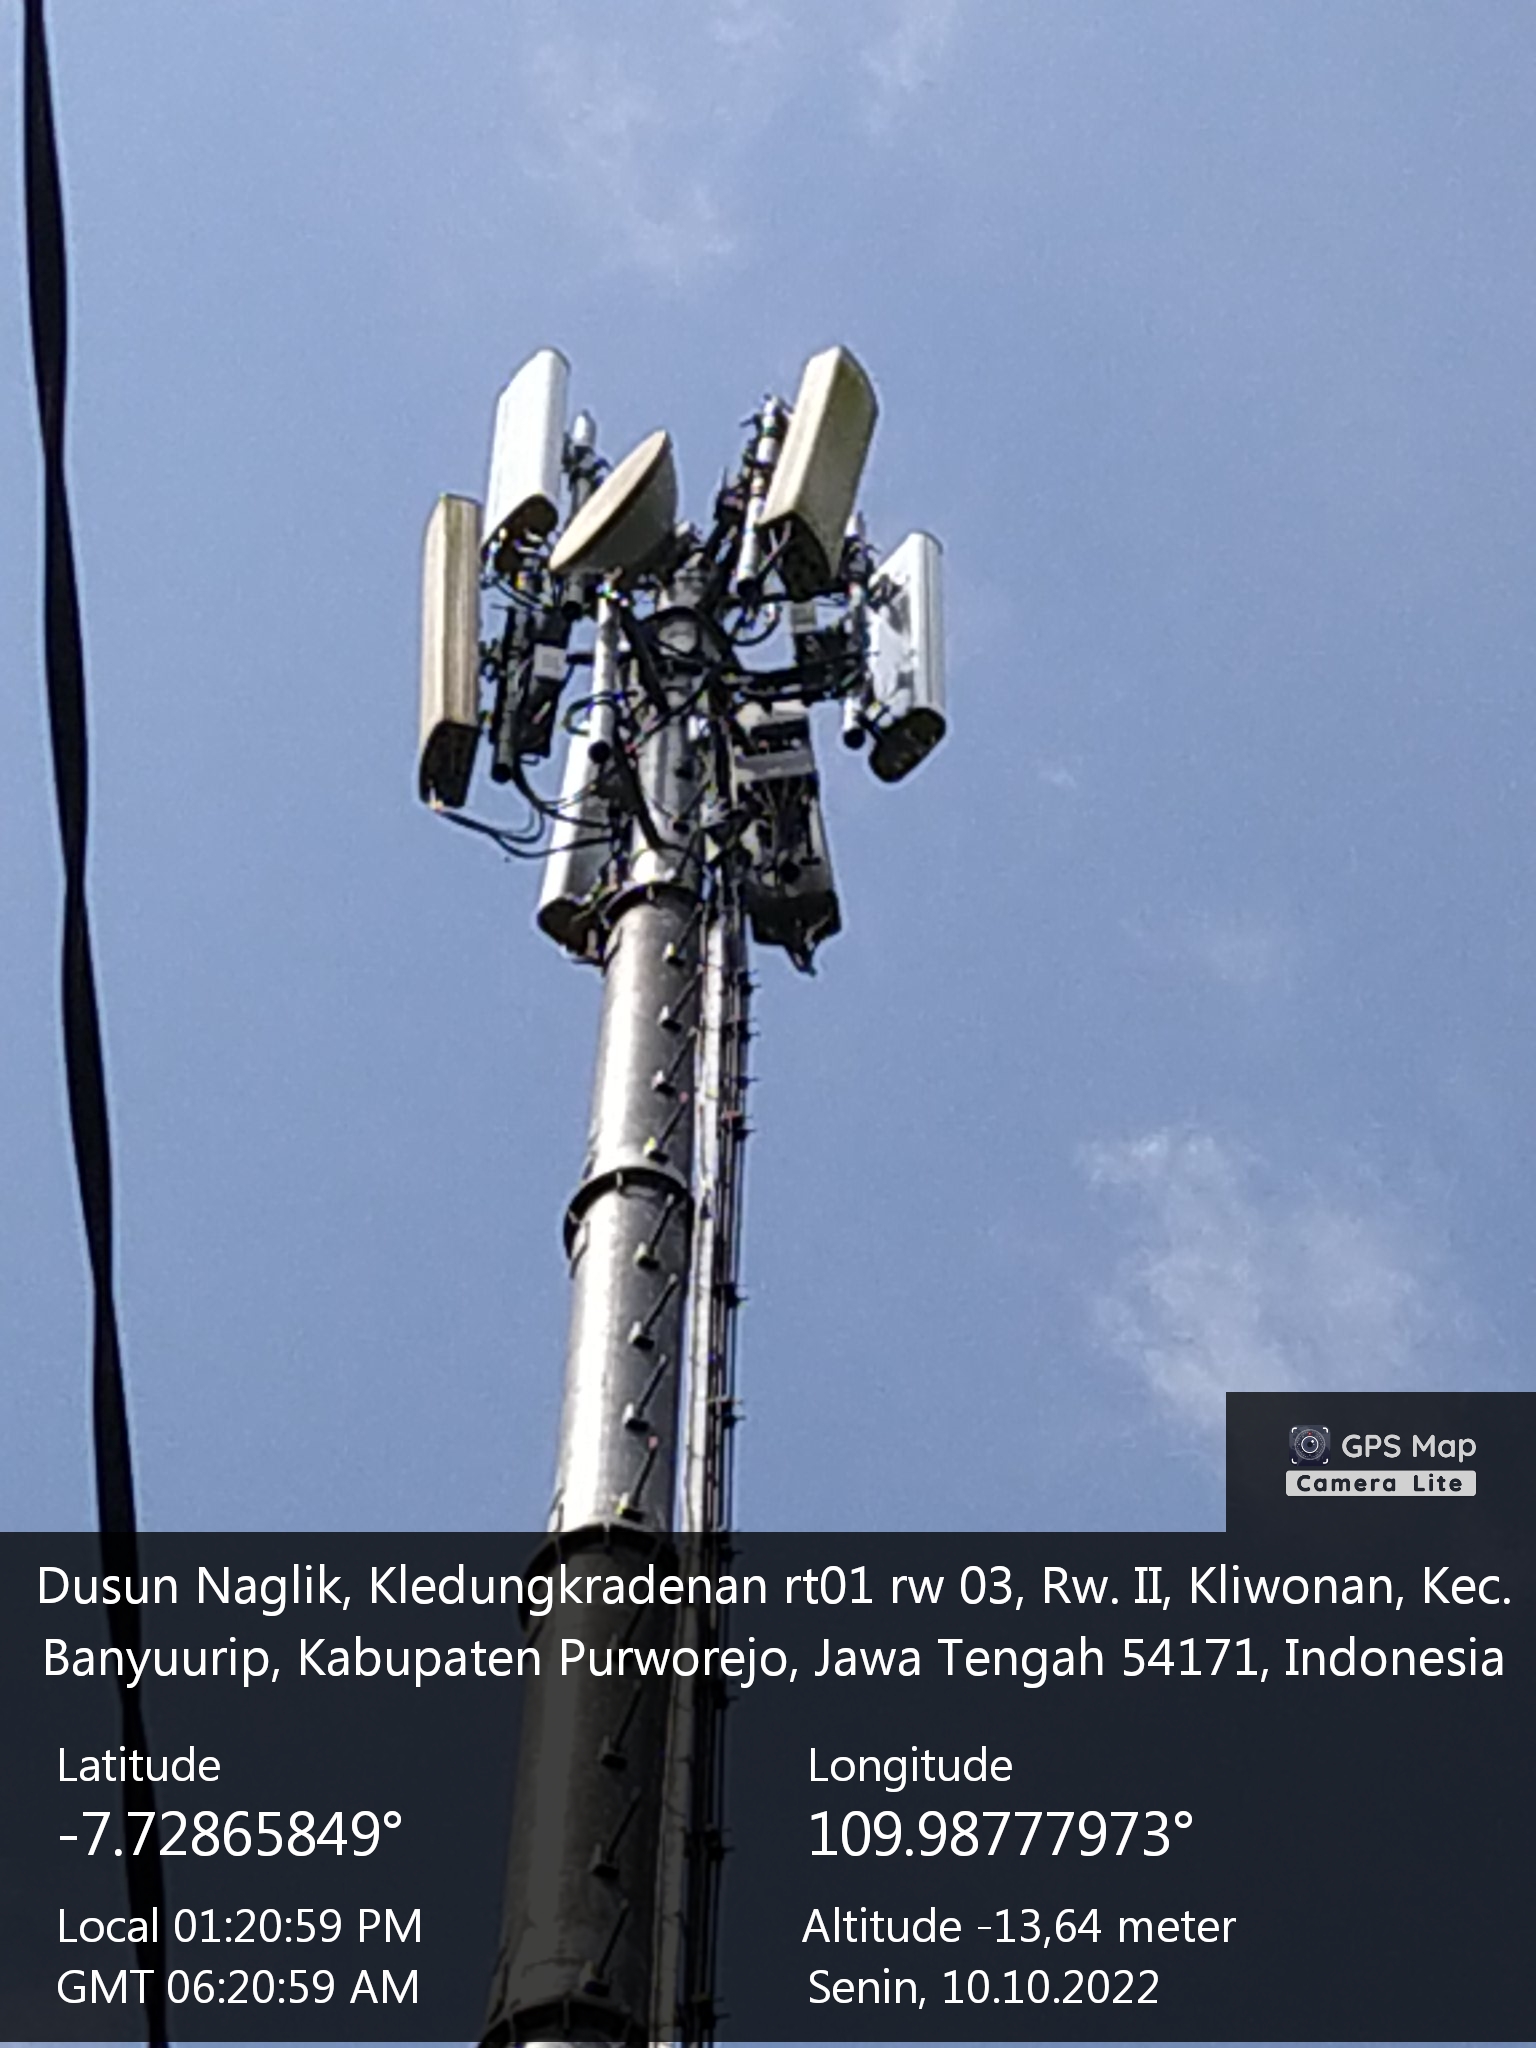 GPS Map
Camera Lite
Dusun Naglik, Kledungkradenan rt01 rw 03, Rw. II, Kliwonan, Kec.
Banyuurip, Kabupaten Purworejo, Jawa Tengah 54171, Indonesia
Latitude
-7.72865849°
Longitude
109.98777973°
Local 01:20:59 PM
GMT 06:20:59 AM
Altitude -13,64 meter
Senin, 10.10.2022